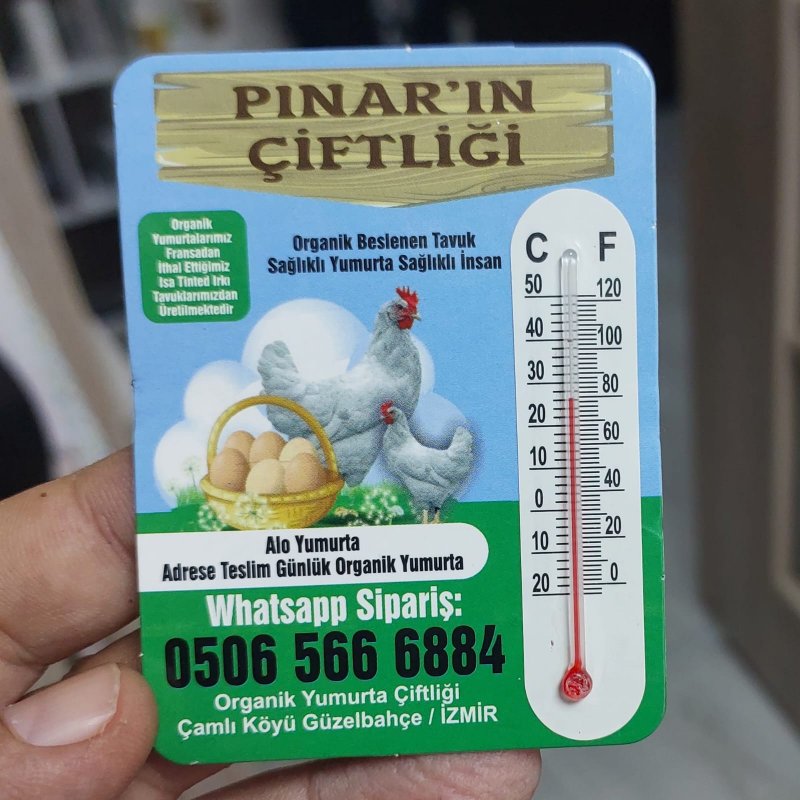 PINAR'IN
ÇİFTLİĞİ
Organik
Yumurtalarımız
Fransadan
İthal Ettiğimiz
Isa Tinted Irkı
Tavuklarımızdan
Üretilmektedir
Organik Beslenen Tavuk
Sağlıklı Yumurta Sağlıklı İnsan
C F
50 120
40 100
30 80
20 60
10 40
0 20
10 0
20
Alo Yumurta
Adrese Teslim Günlük Organik Yumurta
Whatsapp Sipariş:
0506 566 6884
Organik Yumurta Çiftliği
Çamlı Köyü Güzelbahçe / İZMİR